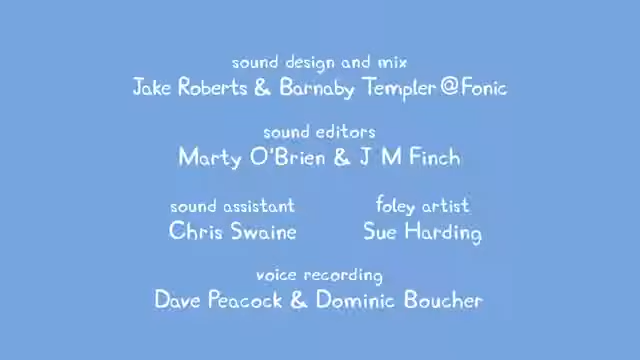 sound design and mix
Jake Roberts & Barnaby Templer@Fonic
sound editors
Marty O'Brien & J M Finch
sound assistant
Chris Swaine
foley artist
Sue Harding
voice recording
Dave Peacock & Dominic Boucher